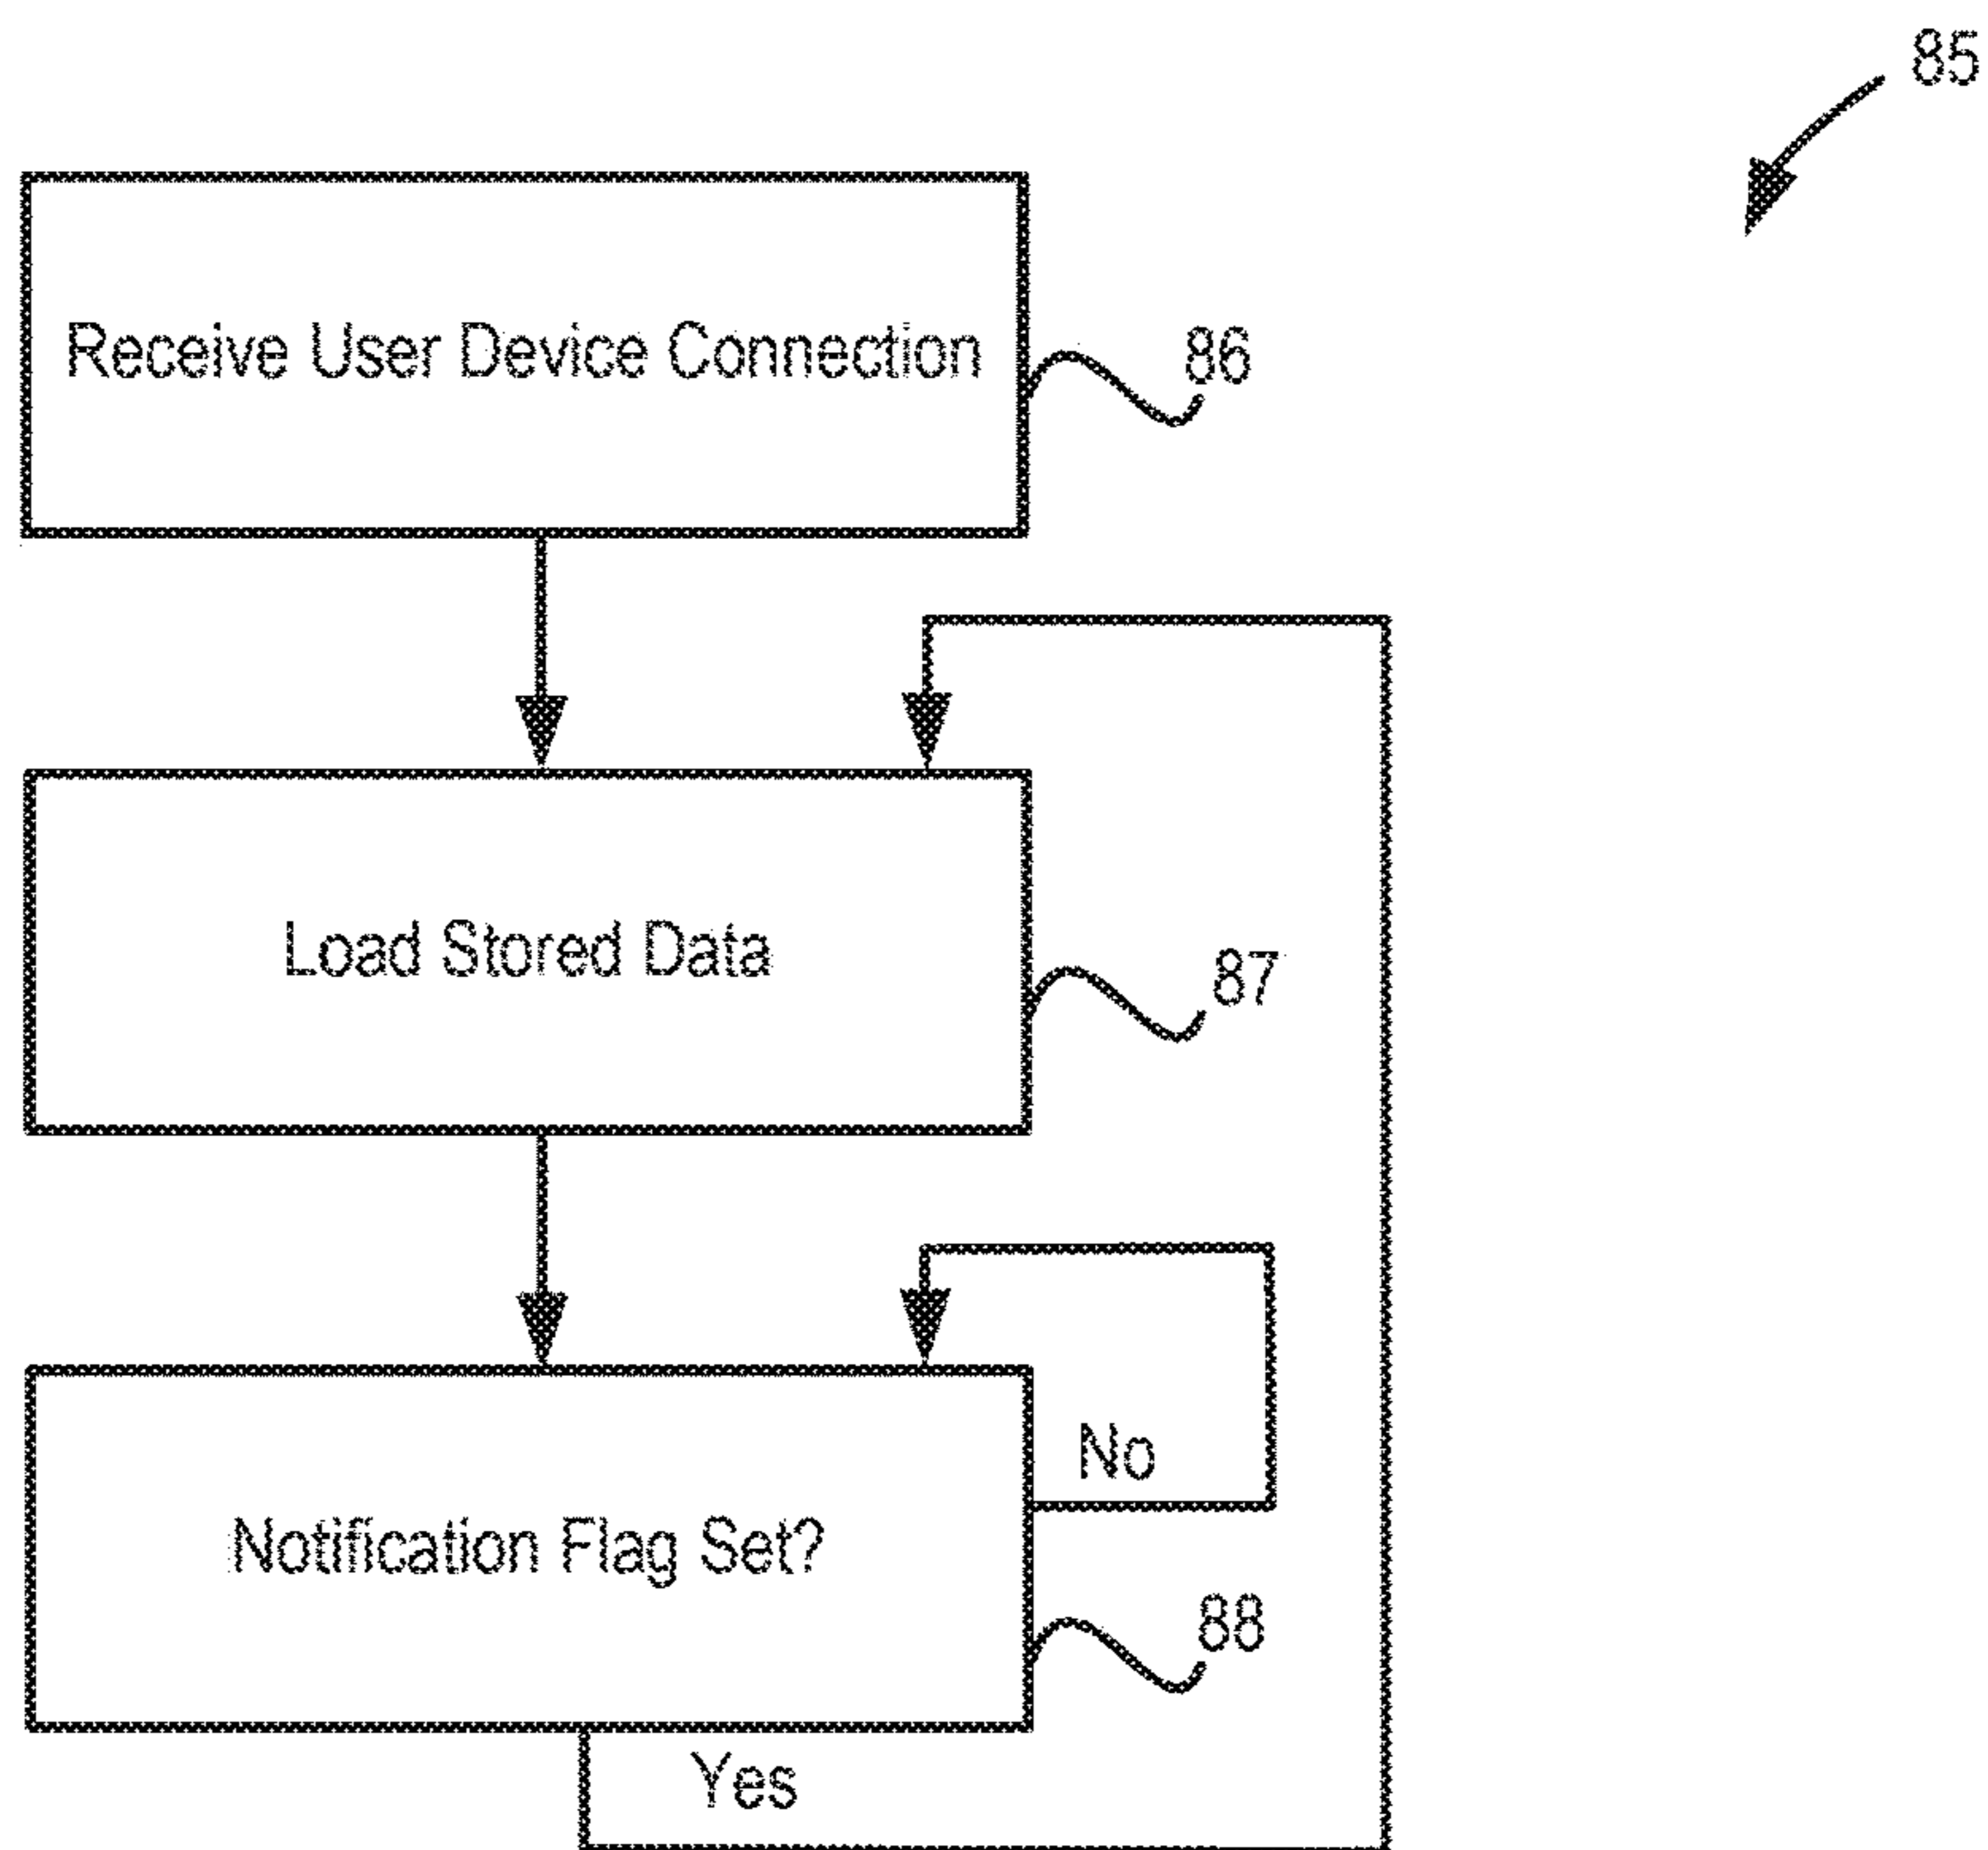 85
Receive User Device Connection
86
Load Stored Data
87
No
Notification Flag Set?
88
Yes